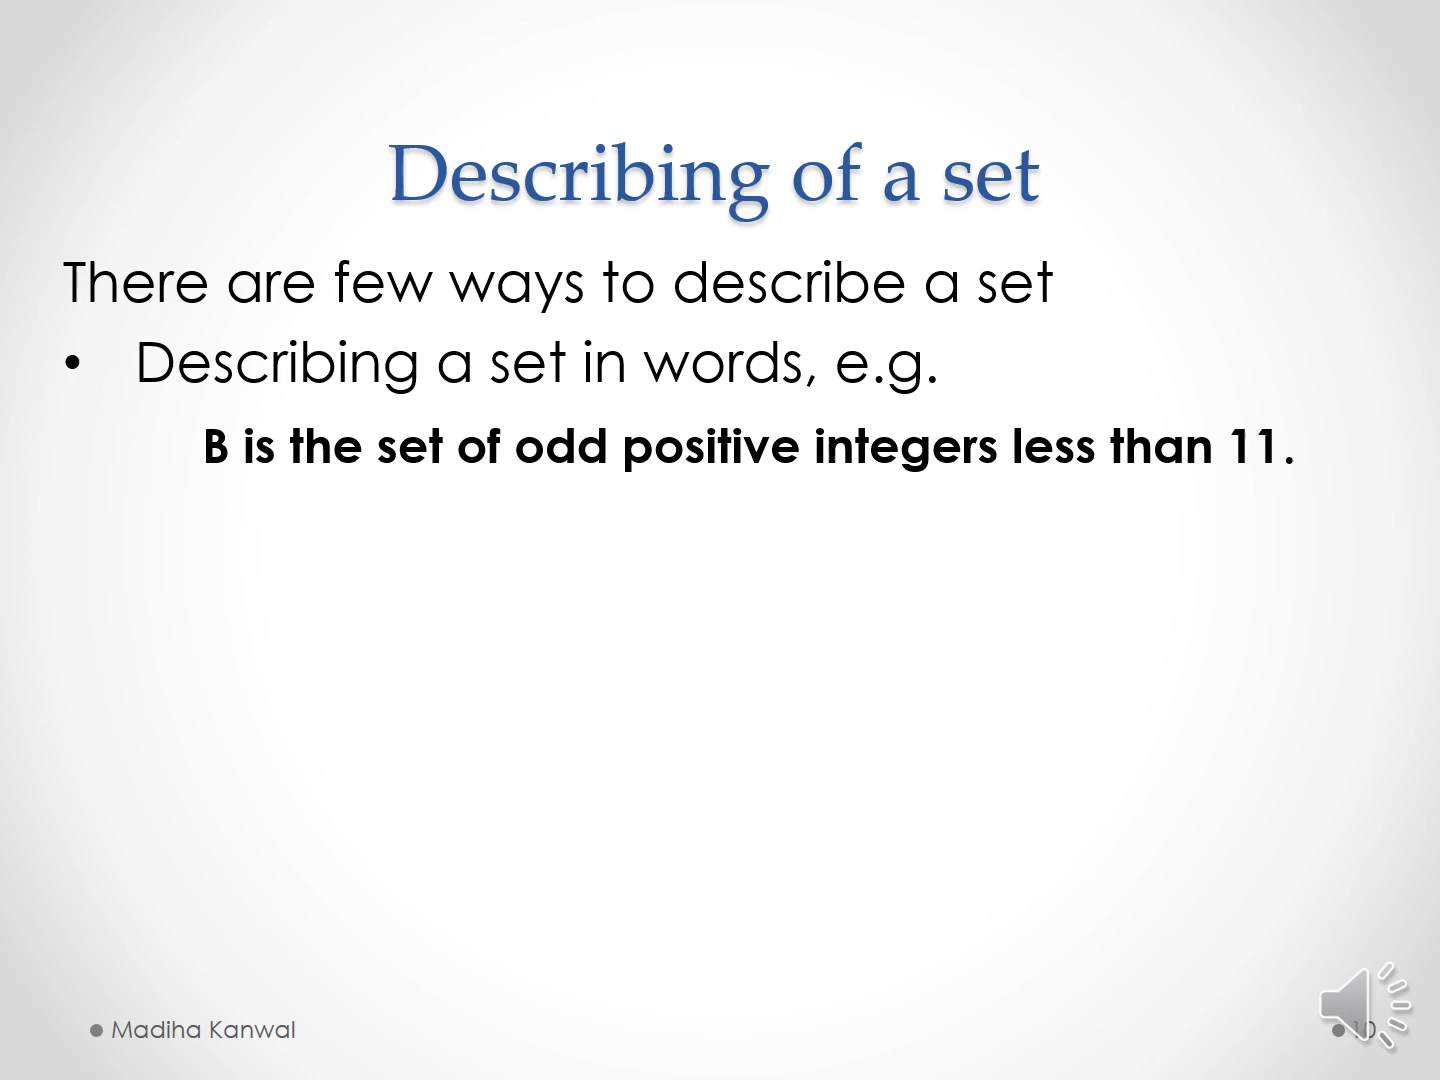 Describing of a set
There are few ways to describe a set
• Describing a set in words, e.g.
B is the set of odd positive integers less than 11.
Madiha Kanwal
10